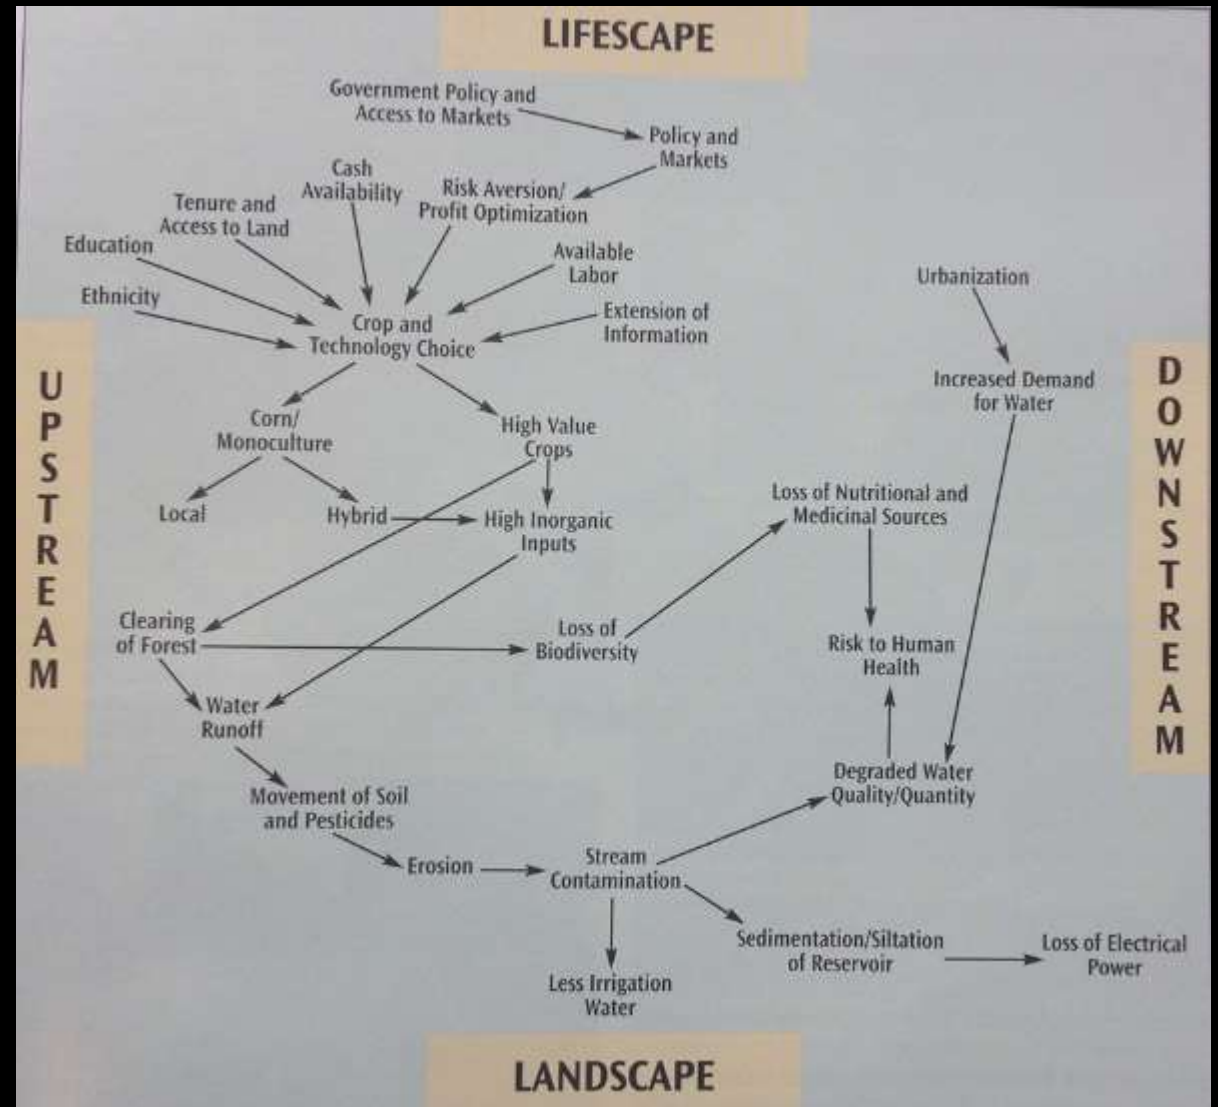 LIFESCAPE
Government Policy and
Access to Markets
Policy and
Markets
Cash
Availability
Risk Aversion/
Profit Optimization
Tenure and
Access to Land
Education
Available
Labor
Urbanization
Ethnicity
Extension of
Information
Crop and
Technology Choice
UPSTREAM
DOWNSTREAM
Increased Demand
for Water
Corn/
Monoculture
High Value
Crops
Local
Hybrid
High Inorganic
Inputs
Loss of Nutritional and
Medicinal Sources
Clearing
of Forest
Loss of
Biodiversity
Risk to Human
Health
Water
Runoff
Degraded Water
Quality/Quantity
Movement of Soil
and Pesticides
Erosion
Stream
Contamination
Sedimentation/Siltation
of Reservoir
Loss of Electrical
Power
Less Irrigation
Water
LANDSCAPE